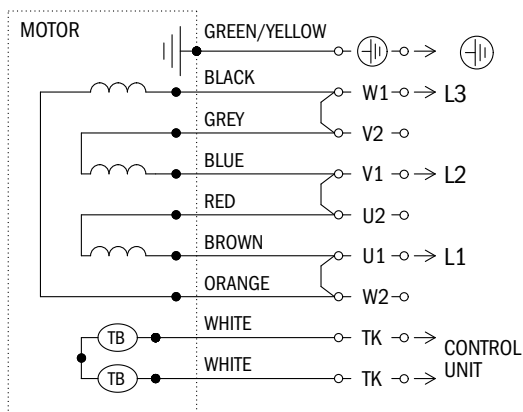 MOTOR
GREEN/YELLOW
BLACK W1 L3
GREY V2
BLUE V1 L2
RED U2
BROWN U1 L1
ORANGE W2
TB WHITE TK
TB WHITE TK
CONTROL
UNIT